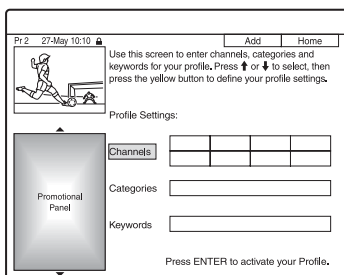 Pr 2 27-May 10:10
Add Home
Use this screen to enter channels, categories and
keywords for your profile. Press ↑ or ↓ to select, then
press the yellow button to define your profile settings.
Profile Settings:
Channels
Categories
Keywords
Promotional
Panel
Press ENTER to activate your Profile.